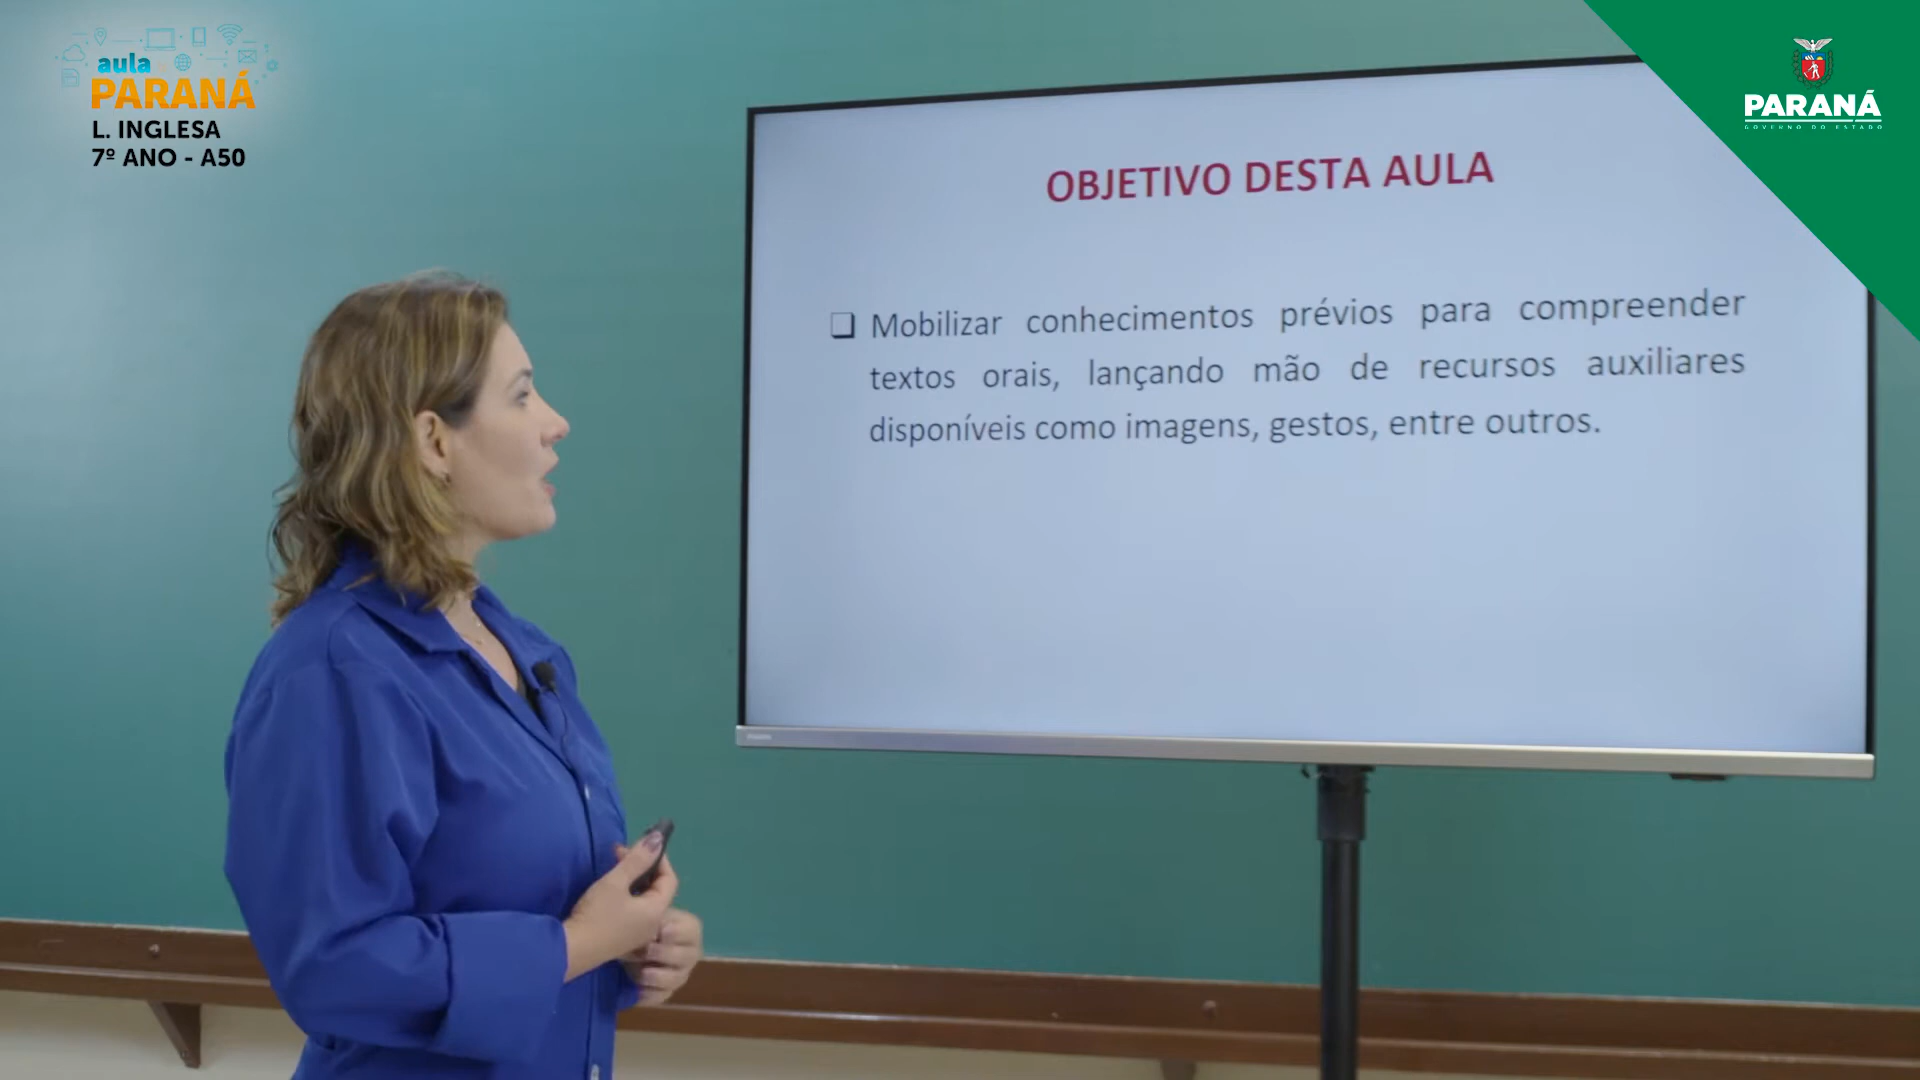 aula
PARANÁ
L. INGLESA
7º ANO - A50
PARANÁ
GOVERNO DO ESTADO
OBJETIVO DESTA AULA
❑ Mobilizar conhecimentos prévios para compreender
textos orais, lançando mão de recursos auxiliares
disponíveis como imagens, gestos, entre outros.